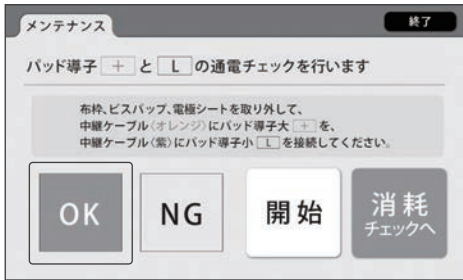 メンテナンス
終了
パッド導子 + と L の通電チェックを行います
布枠、ビスパップ、電極シートを取り外して、
中継ケーブル(オレンジ)にパッド導子大 + を、
中継ケーブル(紫)にパッド導子小 L を接続してください。
OK
NG
開始
消耗
チェックへ